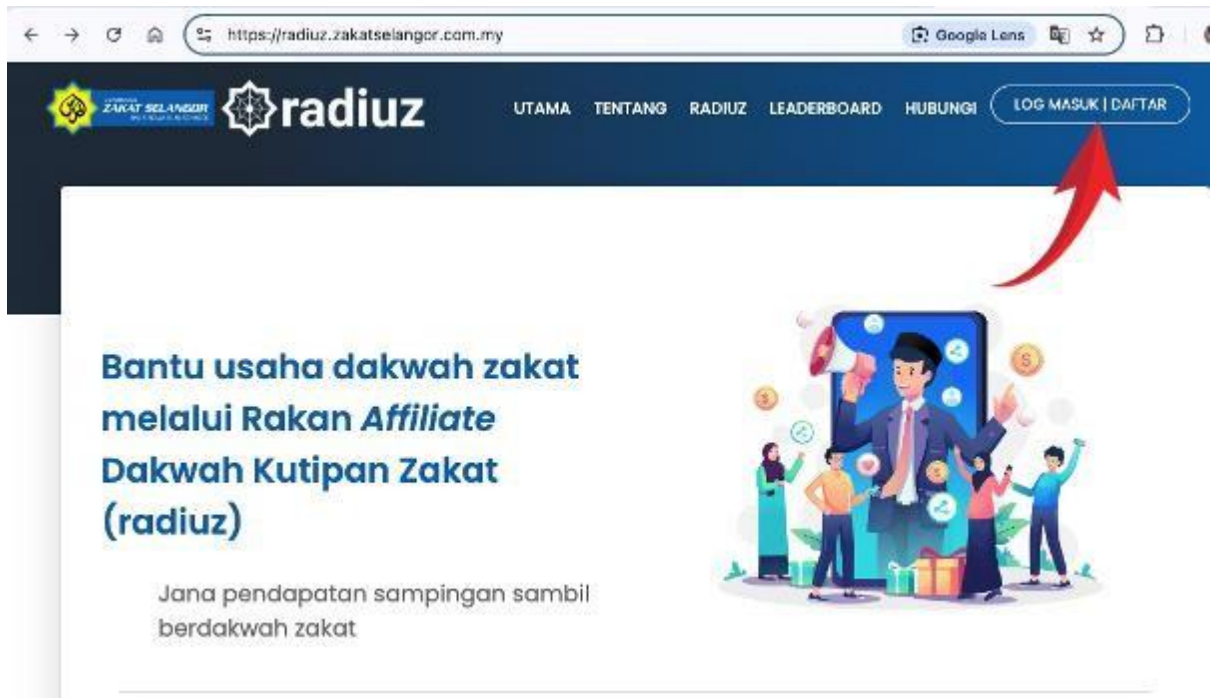 https://radiuz.zakatselangor.com.my
Google Lens
ZAKAT SELANGOR
radiuz
UTAMA TENTANG RADIUZ LEADERBOARD HUBUNGI LOG MASUK | DAFTAR
Bantu usaha dakwah zakat
melalui Rakan Affiliate
Dakwah Kutipan Zakat
(radiuz)
Jana pendapatan sampingan sambil
berdakwah zakat